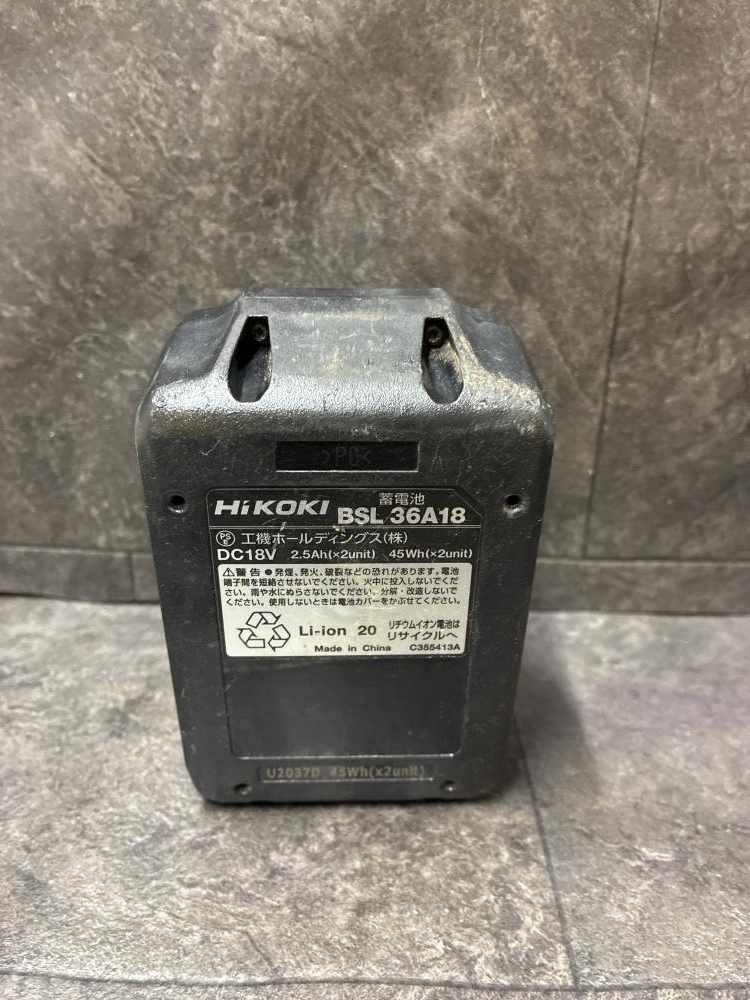 >PC<
HiKOKI 蓄電池 BSL 36A18
PS E 工機ホールディングス(株)
DC18V 2.5Ah(×2unit) 45Wh(×2unit)
⚠警告 ●発煙、発火、破裂などの恐れがあります。電池
端子間を短絡させないでください。火中に投入しないでくだ
さい。雨や水にぬらさないでください。分解・改造しないで
ください。使用しないときは電池カバーをかぶせてください。
Li-ion 20 リチウムイオン電池は
リサイクルへ
Made in China C355413A
U2037D 45Wh(x2unit)